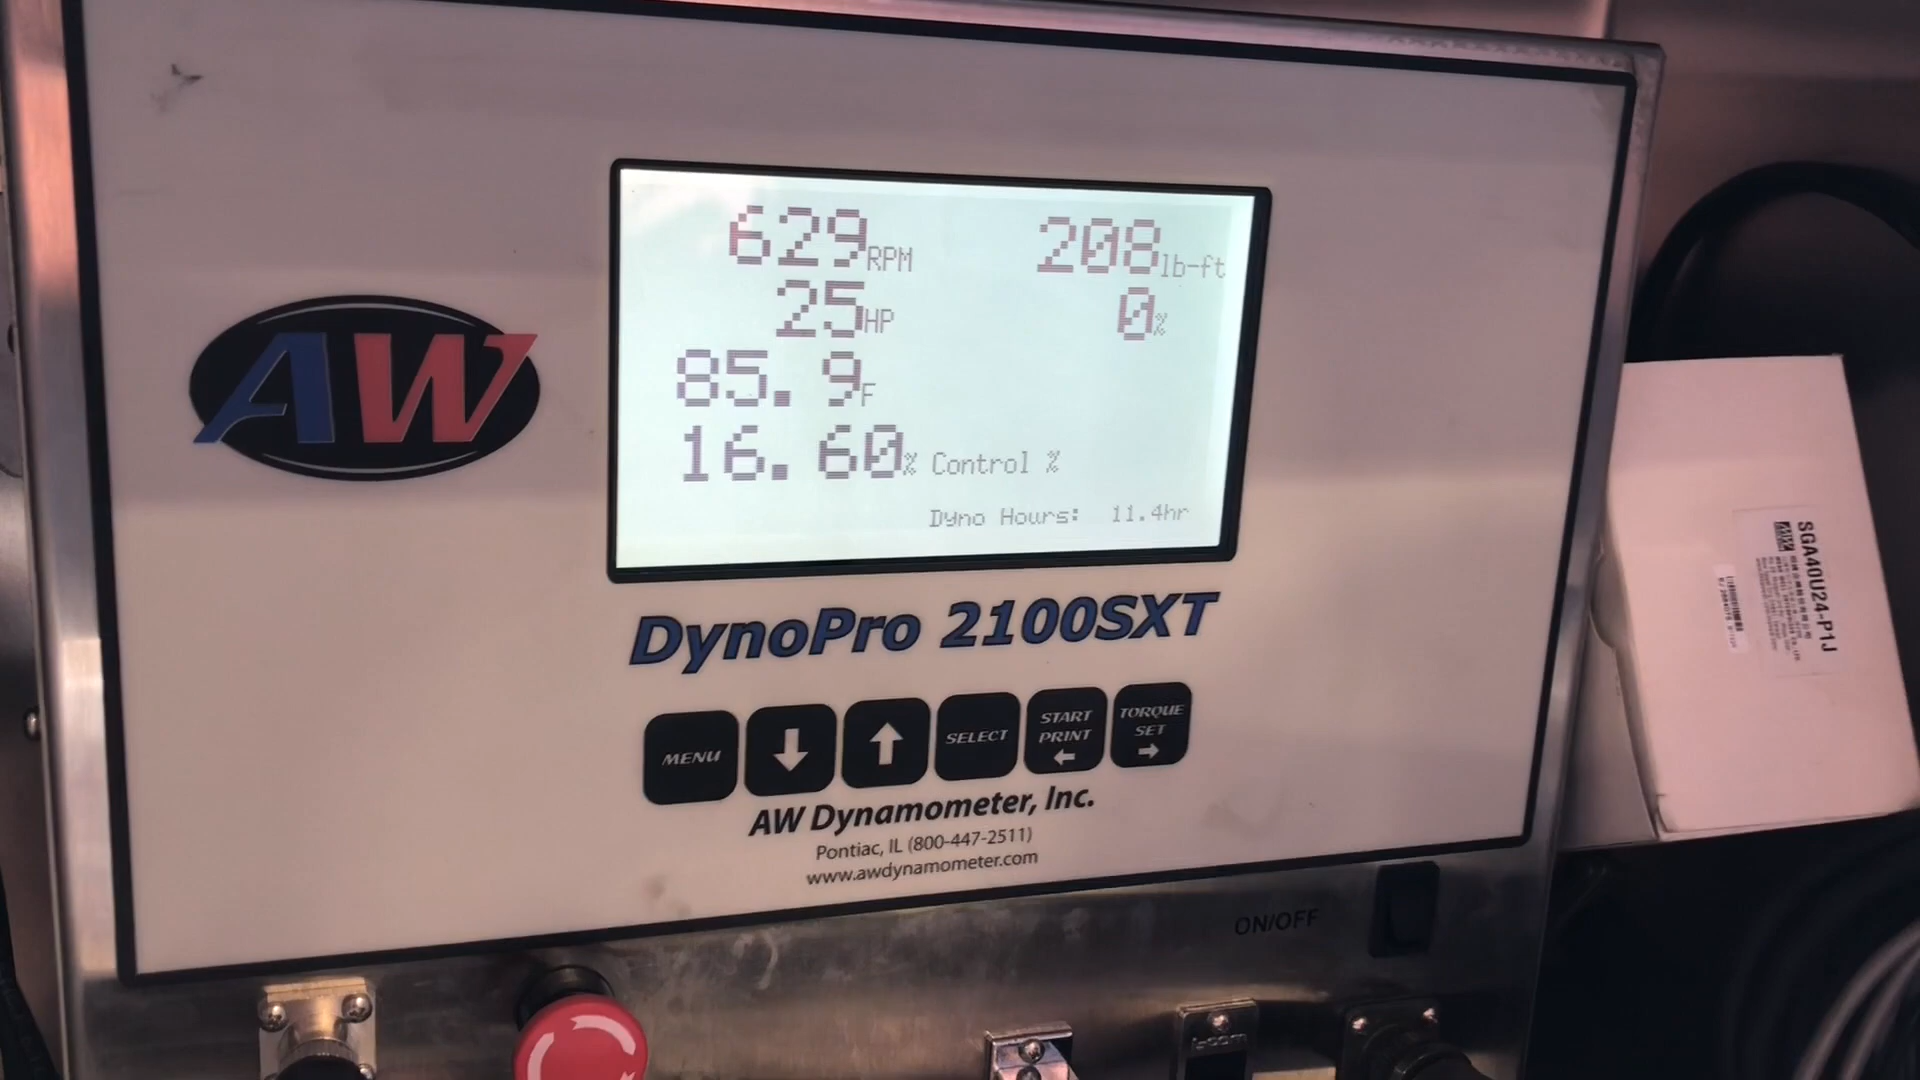 AW
629RPM 208lb-ft
25HP 0%
85.9F
16.60% Control %
Dyno Hours: 11.4hr
DynoPro 2100SXT
MENU
SELECT
START
PRINT
TORQUE
SET
AW Dynamometer, Inc.
Pontiac, IL (800-447-2511)
www.awdynamometer.com
ON/OFF
SGA40U24-P1J